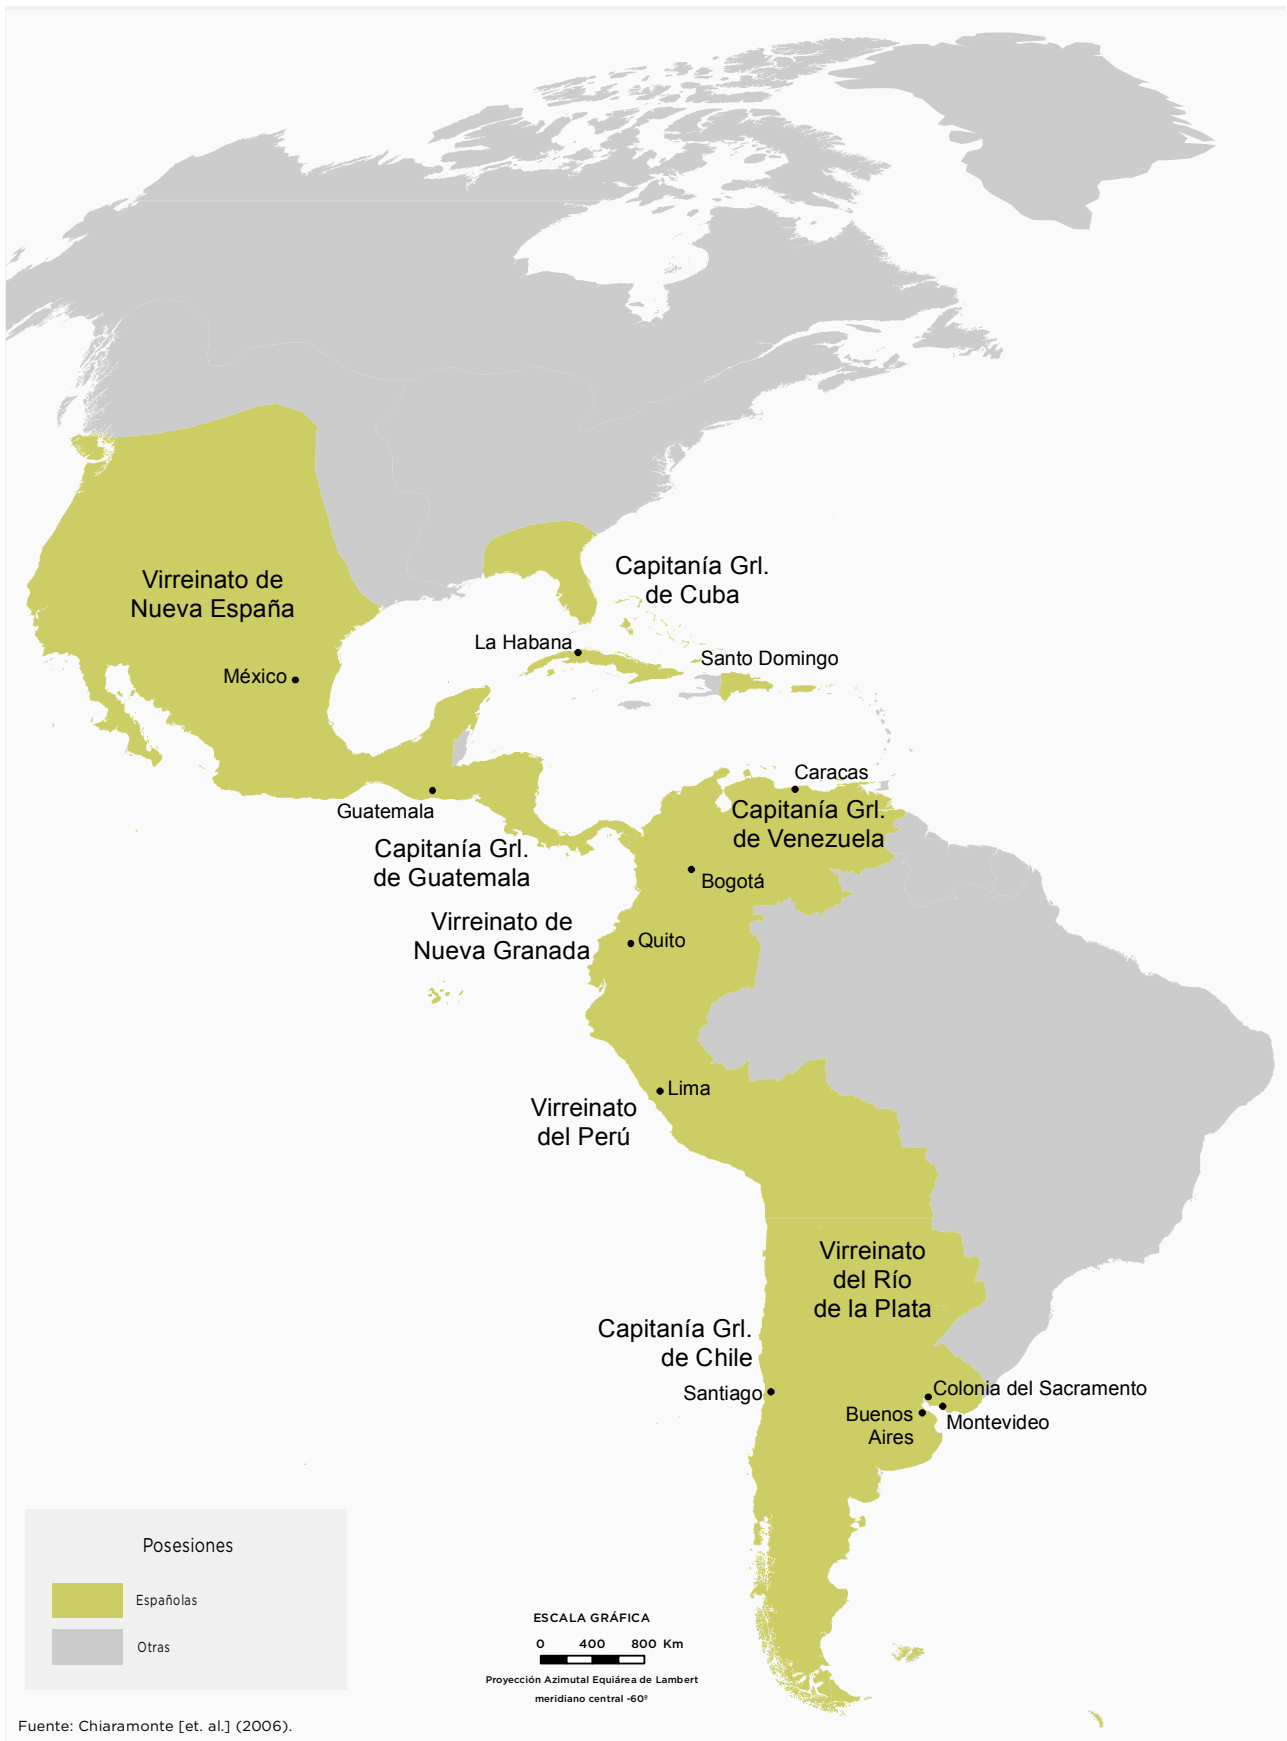 Capitanía Grl.
de Cuba
Virreinato de
Nueva España
La Habana
Santo Domingo
México
Caracas
Guatemala
Capitanía Grl.
de Venezuela
Capitanía Grl.
de Guatemala
Bogotá
Virreinato de
Nueva Granada
Quito
Lima
Virreinato
del Perú
Virreinato
del Río
de la Plata
Capitanía Grl.
de Chile
Santiago
Colonia del Sacramento
Buenos
Aires
Montevideo
Posesiones
Españolas
Otras
ESCALA GRÁFICA
0 400 800 Km
Proyección Azimutal Equiárea de Lambert
meridiano central -60º
Fuente: Chiaramonte [et. al.] (2006).